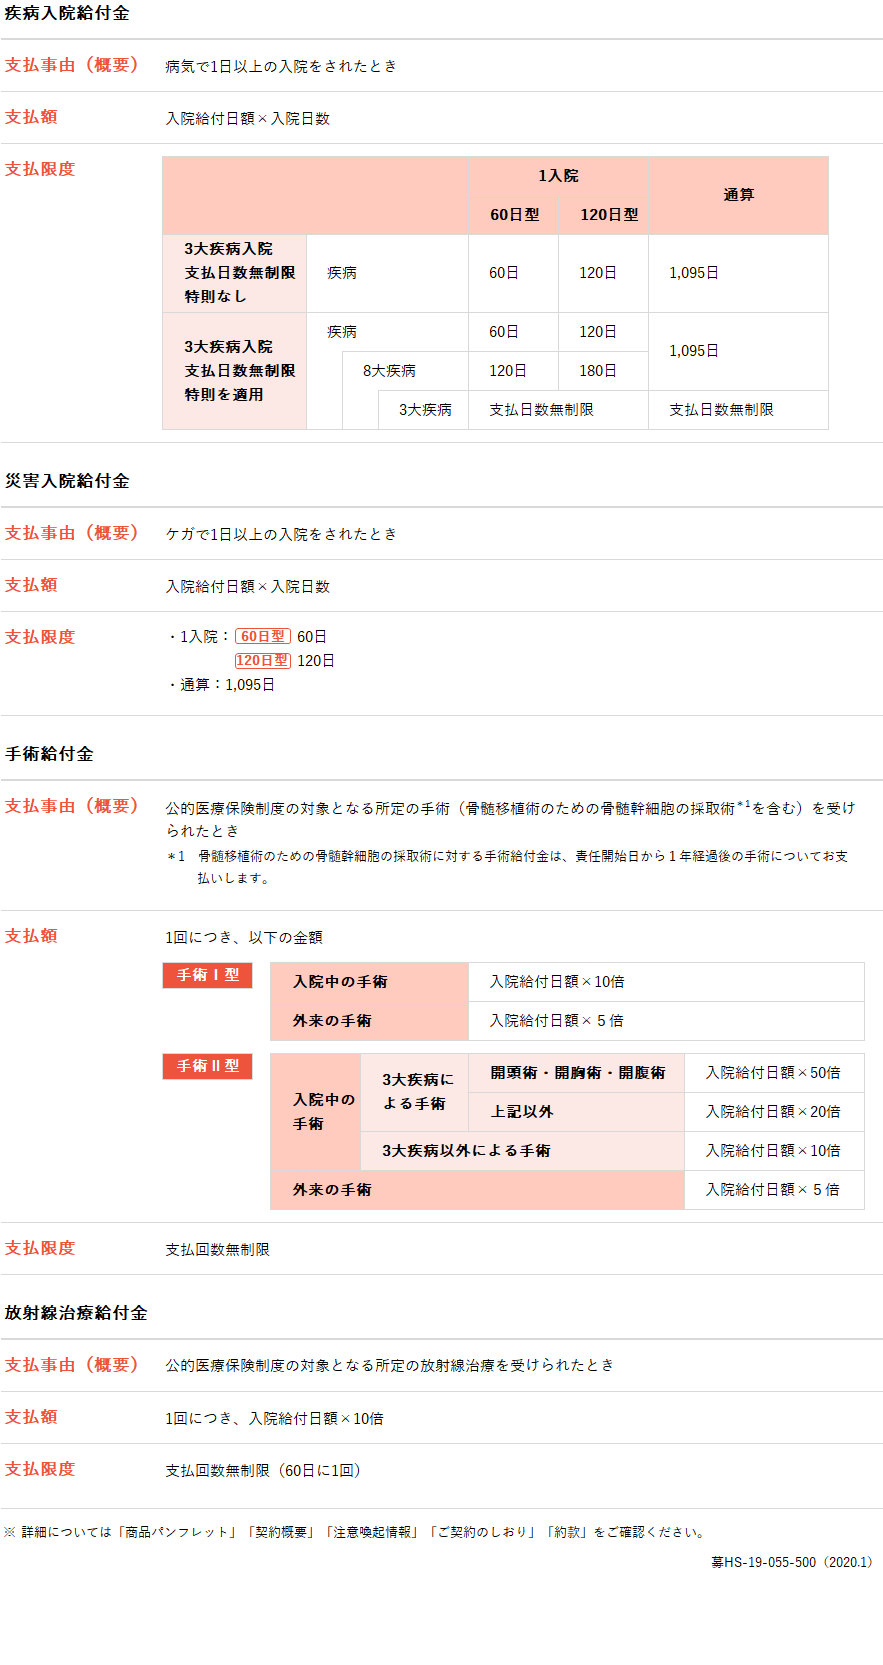 疾病入院給付金
支払事由（概要） 病気で1日以上の入院をされたとき
支払額 入院給付日額×入院日数
支払限度
1入院
通算
60日型 120日型
3大疾病入院
支払日数無制限
特則なし
疾病 60日 120日 1,095日
3大疾病入院
支払日数無制限
特則を適用
疾病 60日 120日
1,095日
8大疾病 120日 180日
3大疾病 支払日数無制限 支払日数無制限
災害入院給付金
支払事由（概要） ケガで1日以上の入院をされたとき
支払額 入院給付日額×入院日数
支払限度 ・1入院：60日型 60日
120日型 120日
・通算：1,095日
手術給付金
支払事由（概要） 公的医療保険制度の対象となる所定の手術（骨髄移植術のための骨髄幹細胞の採取術＊1を含む）を受け
られたとき
＊1 骨髄移植術のための骨髄幹細胞の採取術に対する手術給付金は、責任開始日から１年経過後の手術についてお支
払いします。
支払額 1回につき、以下の金額
手術Ⅰ型
入院中の手術 入院給付日額×10倍
外来の手術 入院給付日額×５倍
手術Ⅱ型
入院中の
手術
3大疾病に
よる手術
開頭術・開胸術・開腹術 入院給付日額×50倍
上記以外 入院給付日額×20倍
3大疾病以外による手術 入院給付日額×10倍
外来の手術 入院給付日額×５倍
支払限度 支払回数無制限
放射線治療給付金
支払事由（概要） 公的医療保険制度の対象となる所定の放射線治療を受けられたとき
支払額 1回につき、入院給付日額×10倍
支払限度 支払回数無制限（60日に1回）
※ 詳細については「商品パンフレット」「契約概要」「注意喚起情報」「ご契約のしおり」「約款」をご確認ください。
募HS-19-055-500（2020.1）